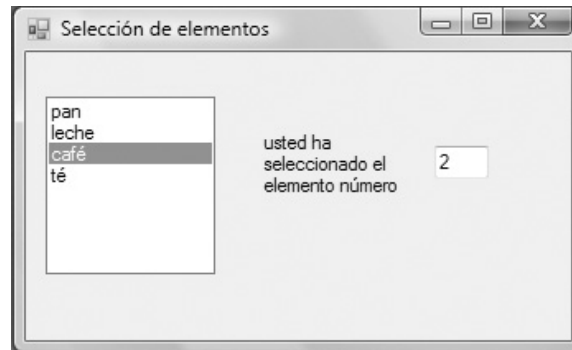 Selección de elementos
pan
leche
café
té
usted ha
seleccionado el
elemento número
2